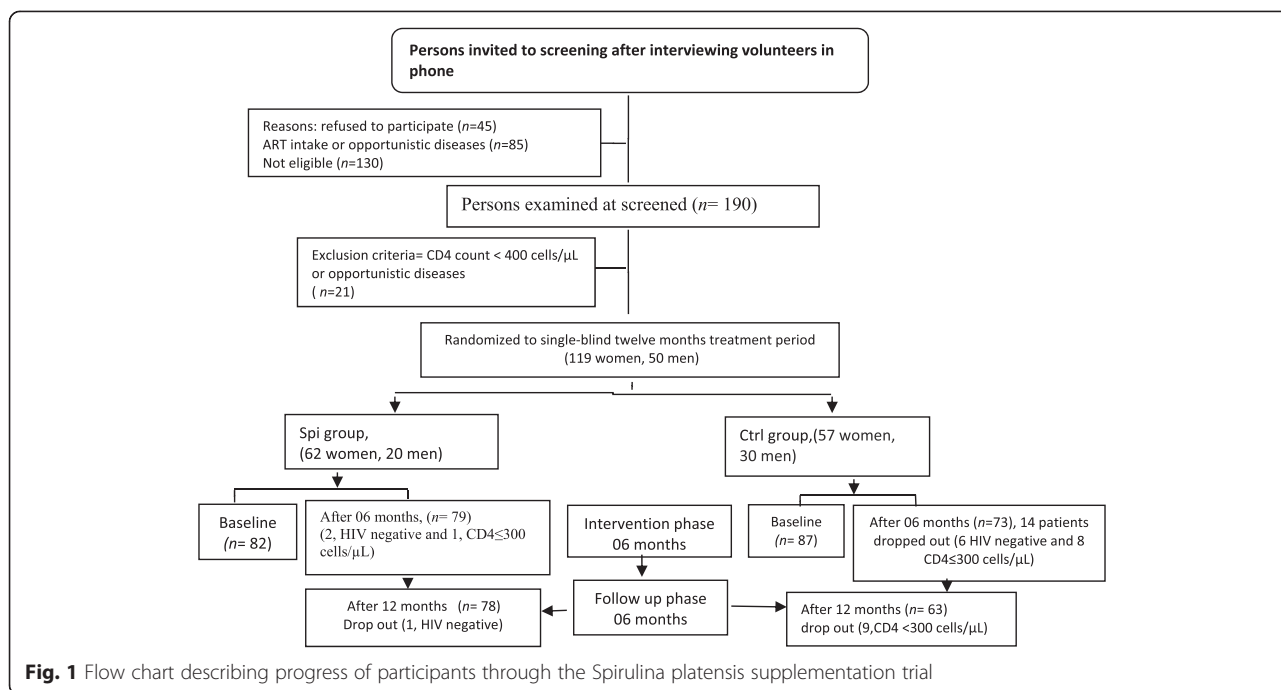 Persons invited to screening after interviewing volunteers in
phone
Reasons: refused to participate (n=45)
ART intake or opportunistic diseases (n=85)
Not eligible (n=130)
Persons examined at screened (n= 190)
Exclusion criteria= CD4 count < 400 cells/µL
or opportunistic diseases
( n=21)
Randomized to single-blind twelve months treatment period
(119 women, 50 men)
Spi group,
(62 women, 20 men)
Ctrl group,(57 women,
30 men)
Baseline
(n= 82)
After 06 months, (n= 79)
(2, HIV negative and 1, CD4≤300
cells/µL)
Intervention phase
06 months
Baseline
(n= 87)
After 06 months (n=73), 14 patients
dropped out (6 HIV negative and 8
CD4≤300 cells/µL)
After 12 months (n= 78)
Drop out (1, HIV negative)
Follow up phase
06 months
After 12 months (n= 63)
drop out (9,CD4 <300 cells/µL)
Fig. 1 Flow chart describing progress of participants through the Spirulina platensis supplementation trial